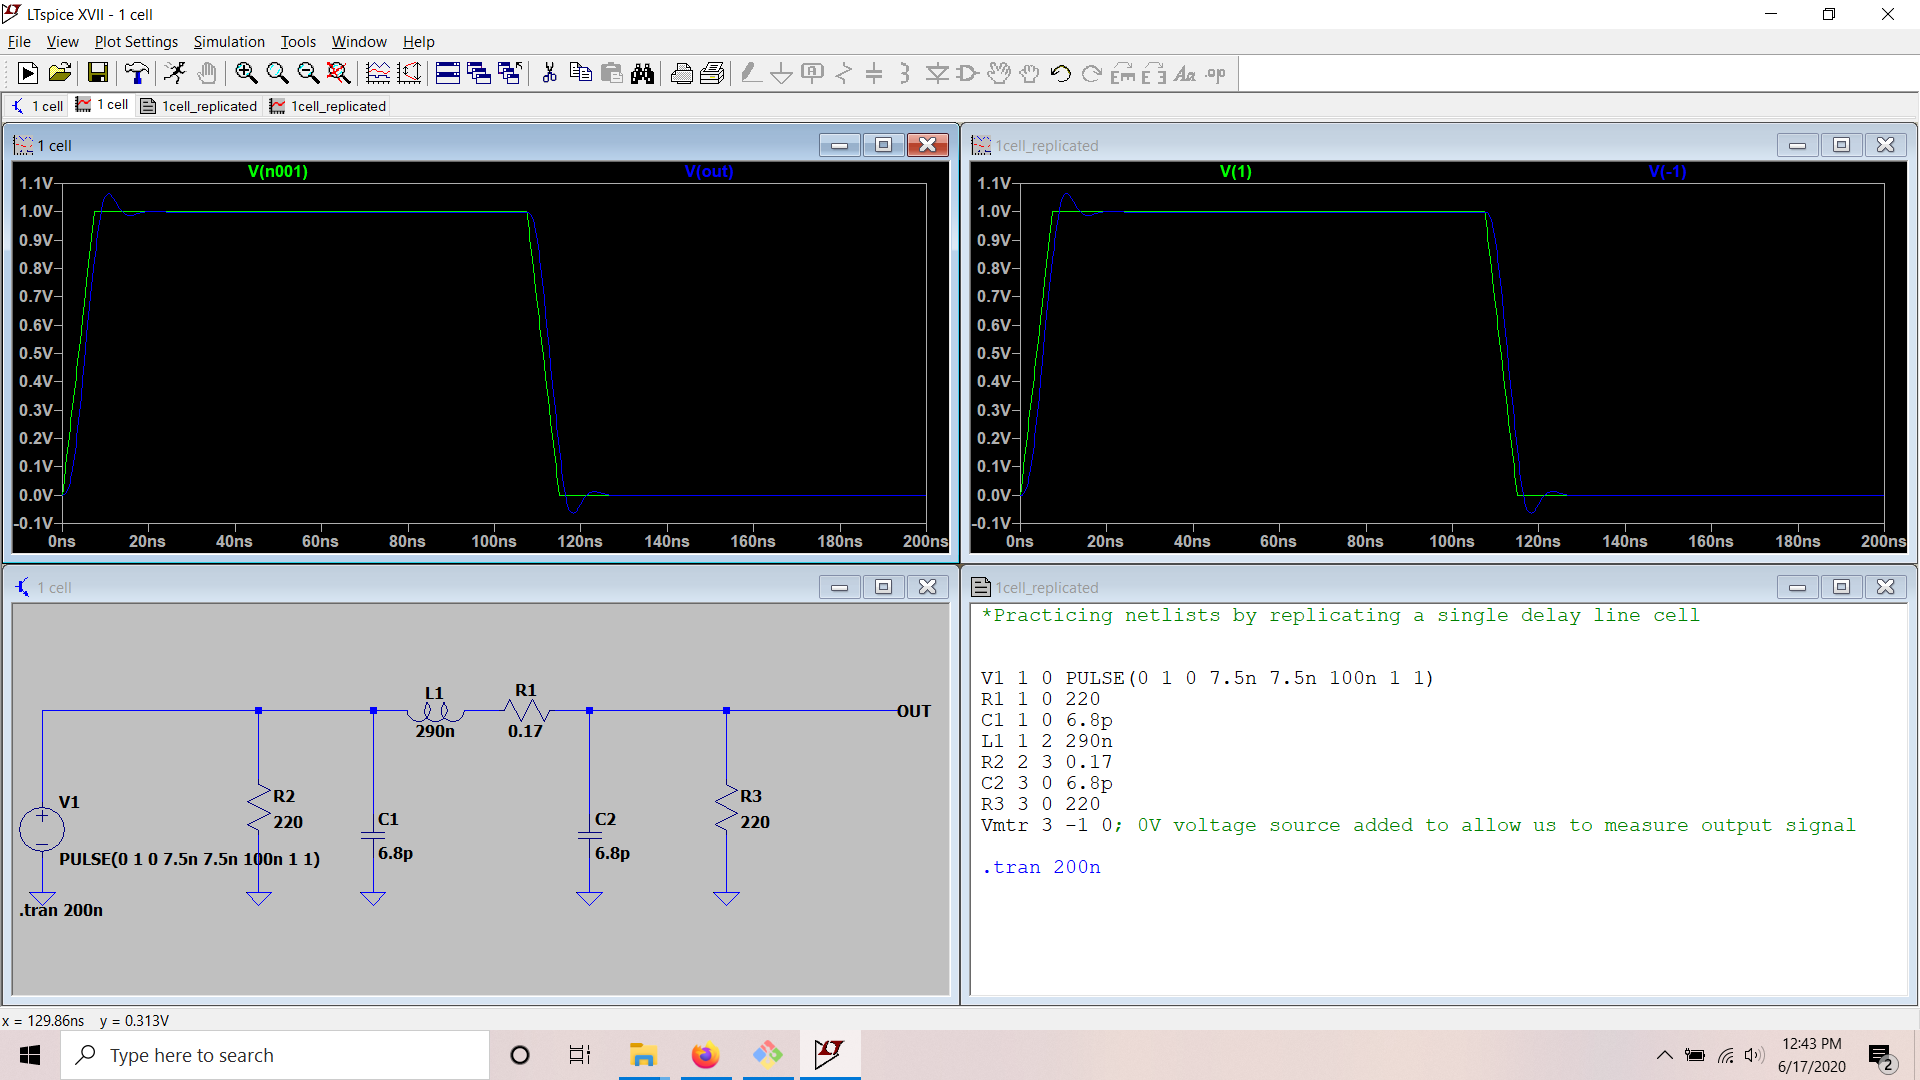 LTspice XVII - 1 cell
File View Plot Settings Simulation Tools Window Help
1 cell 1 cell 1cell_replicated 1cell_replicated
1 cell
V(n001) V(out)
1.1V
1.0V
0.9V
0.8V
0.7V
0.6V
0.5V
0.4V
0.3V
0.2V
0.1V
0.0V
-0.1V
0ns 20ns 40ns 60ns 80ns 100ns 120ns 140ns 160ns 180ns 200ns
1cell_replicated
V(1) V(-1)
1.1V
1.0V
0.9V
0.8V
0.7V
0.6V
0.5V
0.4V
0.3V
0.2V
0.1V
0.0V
-0.1V
0ns 20ns 40ns 60ns 80ns 100ns 120ns 140ns 160ns 180ns 200ns
1 cell
L1 R1
OUT
290n 0.17
V1 R2 R3
220 220
C1 C2
6.8p 6.8p
PULSE(0 1 0 7.5n 7.5n 100n 1 1)
.tran 200n
1cell_replicated
*Practicing netlists by replicating a single delay line cell
V1 1 0 PULSE(0 1 0 7.5n 7.5n 100n 1 1)
R1 1 0 220
C1 1 0 6.8p
L1 1 2 290n
R2 2 3 0.17
C2 3 0 6.8p
R3 3 0 220
Vmtr 3 -1 0; 0V voltage source added to allow us to measure output signal
.tran 200n
x = 129.86ns y = 0.313V
Type here to search
12:43 PM
6/17/2020
2